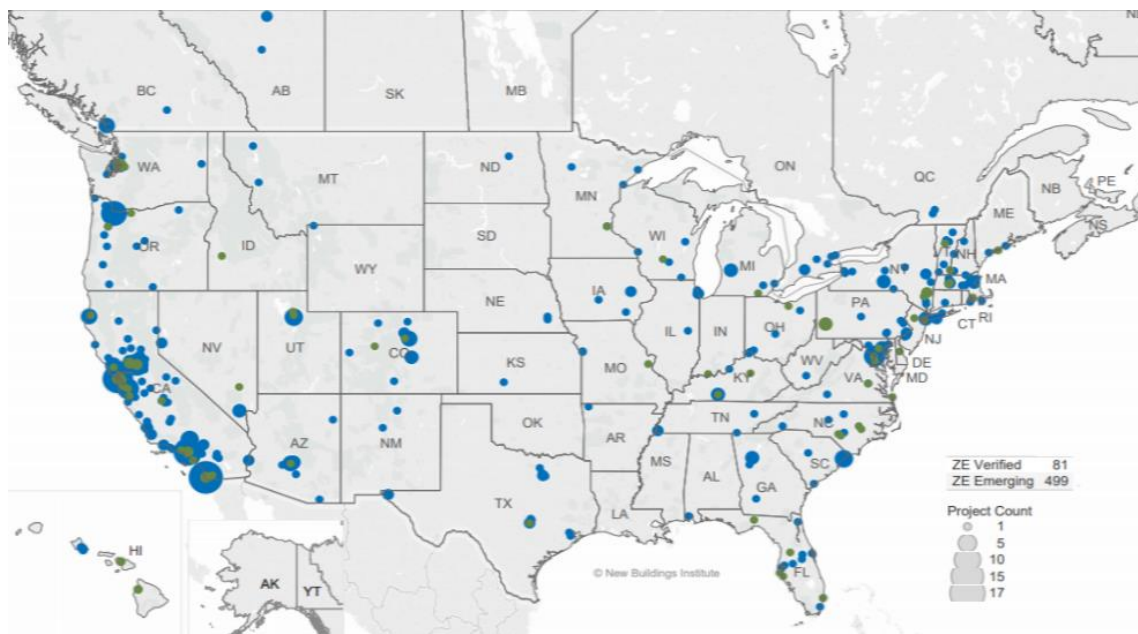 BC
AB
SK
MB
ON
QC
NB
PE
NS
ME
WA
MT
ND
MN
OR
ID
SD
WI
MI
NY
NH
MA
WY
IA
NE
PA
CT
RI
NV
UT
CO
IL
IN
OH
NJ
KS
MO
WV
DE
MD
CA
KY
VA
AZ
NM
OK
AR
TN
NC
MS
AL
GA
SC
TX
LA
FL
HI
AK
YT
ZE Verified 81
ZE Emerging 499
Project Count
1
5
10
15
17
© New Buildings Institute